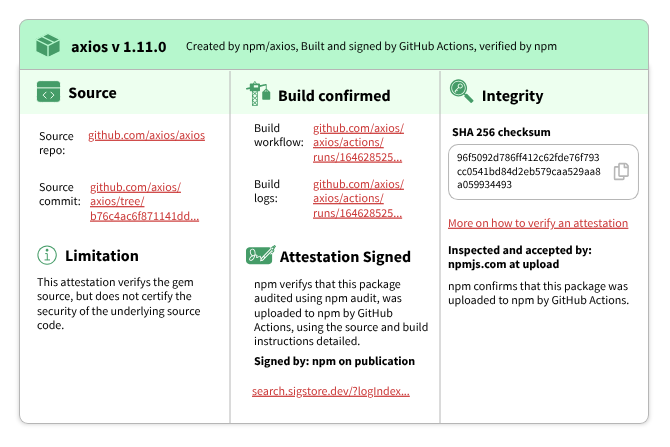 axios v 1.11.0
Created by npm/axios, Built and signed by GitHub Actions, verified by npm
Source
Source repo:
github.com/axios/axios
Source commit:
github.com/axios/
axios/tree/
b76c4ac6f871141dd...
Limitation
This attestation verifys the gem
source, but does not certify the
security of the underlying source
code.
Build confirmed
Build workflow:
github.com/axios/
axios/actions/
runs/164628525...
Build logs:
github.com/axios/
axios/actions/
runs/164628525...
Attestation Signed
npm verifys that this package
audited using npm audit, was
uploaded to npm by GitHub
Actions, using the source and build
instructions detailed.
Signed by: npm on publication
search.sigstore.dev/?logIndex...
Integrity
SHA 256 checksum
96f5092d786ff412c62fde76f793
cc0541bd84d2eb579caa529aa8
a059934493
More on how to verify an attestation
Inspected and accepted by:
npmjs.com at upload
npm confirms that this package was
uploaded to npm by GitHub Actions.